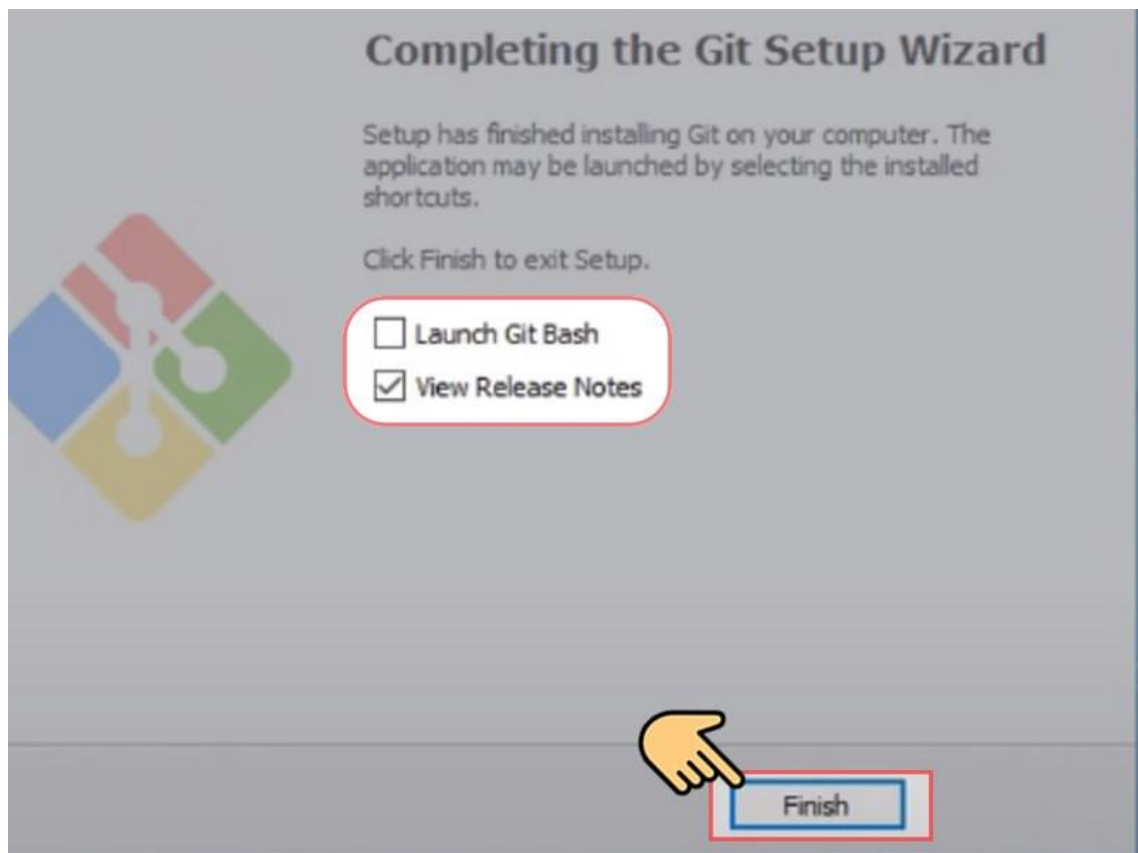 Completing the Git Setup Wizard
Setup has finished installing Git on your computer. The
application may be launched by selecting the installed
shortcuts.
Click Finish to exit Setup.
Launch Git Bash
View Release Notes
Finish